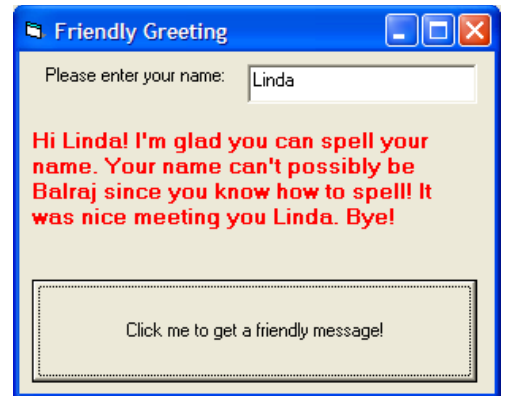 Friendly Greeting
Please enter your name:
Linda
Hi Linda! I'm glad you can spell your
name. Your name can't possibly be
Balraj since you know how to spell! It
was nice meeting you Linda. Bye!
Click me to get a friendly message!